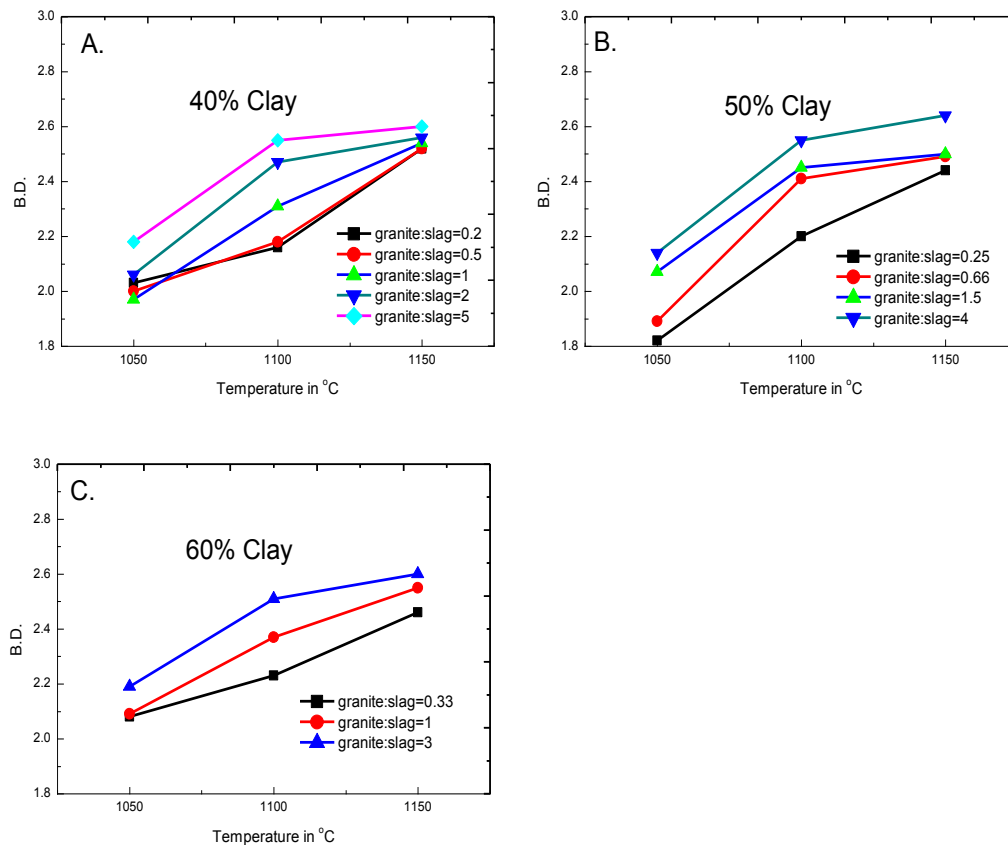 A.
40% Clay
3.0
2.8
2.6
2.4
2.2
2.0
1.8
B.D.
granite:slag=0.2
granite:slag=0.5
granite:slag=1
granite:slag=2
granite:slag=5
1050 1100 1150
Temperature in °C
B.
50% Clay
3.0
2.8
2.6
2.4
2.2
2.0
1.8
B.D.
granite:slag=0.25
granite:slag=0.66
granite:slag=1.5
granite:slag=4
1050 1100 1150
Temperature in °C
C.
60% Clay
3.0
2.8
2.6
2.4
2.2
2.0
1.8
B.D.
granite:slag=0.33
granite:slag=1
granite:slag=3
1050 1100 1150
Temperature in °C